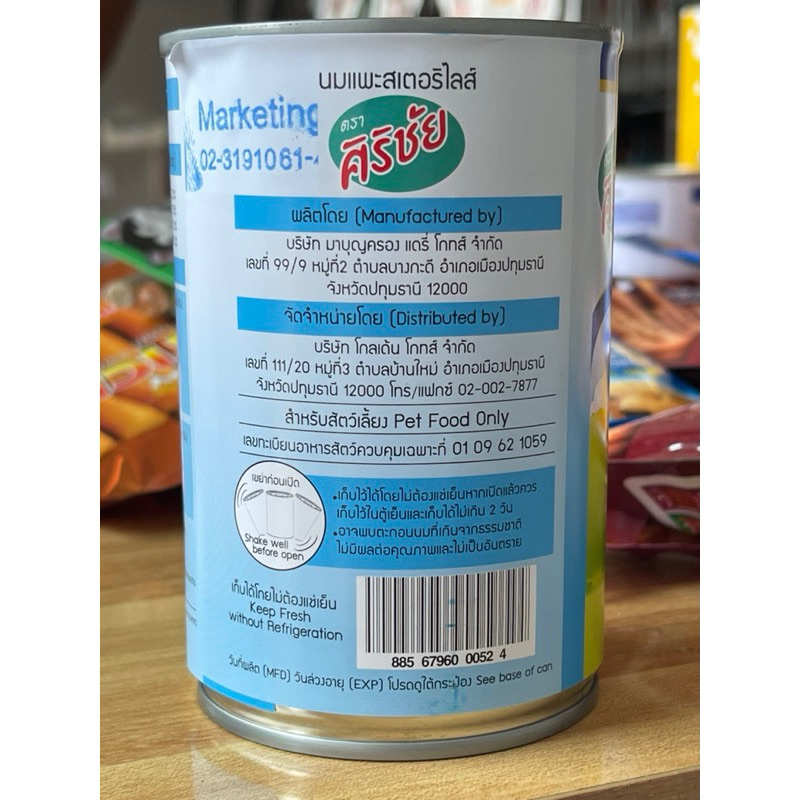 นมแพะสเตอริไลส์
Marketing
02-3191061-
ตรา
ศิริชัย
ผลิตโดย (Manufactured by)
บริษัท มาบุญครอง แดรี่ โกทส์ จำกัด
เลขที่ 99/9 หมู่ที่2 ตำบลบางกะดี อำเภอเมืองปทุมธานี
จังหวัดปทุมธานี 12000
จัดจำหน่ายโดย (Distributed by)
บริษัท โกลเด้น โกทส์ จำกัด
เลขที่ 111/20 หมู่ที่3 ตำบลบ้านใหม่ อำเภอเมืองปทุมธานี
จังหวัดปทุมธานี 12000 โทร/แฟกซ์ 02-002-7877
สำหรับสัตว์เลี้ยง Pet Food Only
เลขทะเบียนอาหารสัตว์ควบคุมเฉพาะที่ 01 09 62 1059
เขย่าก่อนเปิด
Shake well
before open
•เก็บไว้ได้โดยไม่ต้องแช่เย็นหากเปิดแล้วควร
เก็บไว้ในตู้เย็นและเก็บได้ไม่เกิน 2 วัน
•อาจพบตะกอนนมที่เกิดจากธรรมชาติ
ไม่มีผลต่อคุณภาพและไม่เป็นอันตราย
เก็บได้โดยไม่ต้องแช่เย็น
Keep Fresh
without Refrigeration
885 67960 0052 4
วันที่ผลิต (MFD) วันล่วงอายุ (EXP) โปรดดูใต้กระป๋อง See base of can